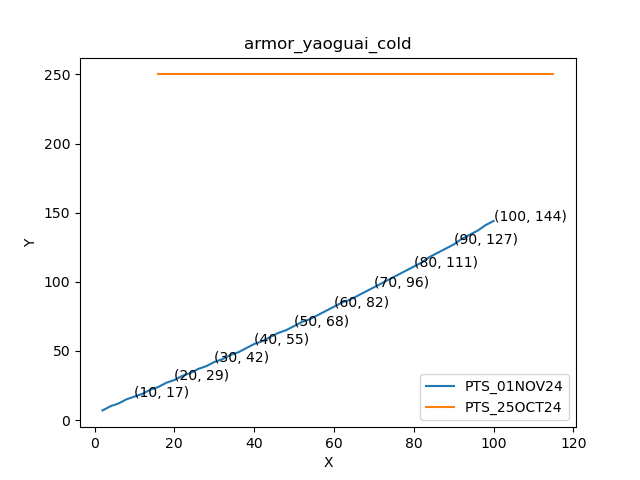 armor_yaoguai_cold
250
200
150
100
50
0
Y
(100, 144)
(90, 127)
(80, 111)
(70, 96)
(60, 82)
(50, 68)
(40, 55)
(30, 42)
(20, 29)
(10, 17)
PTS_01NOV24
PTS_25OCT24
0 20 40 60 80 100 120
X